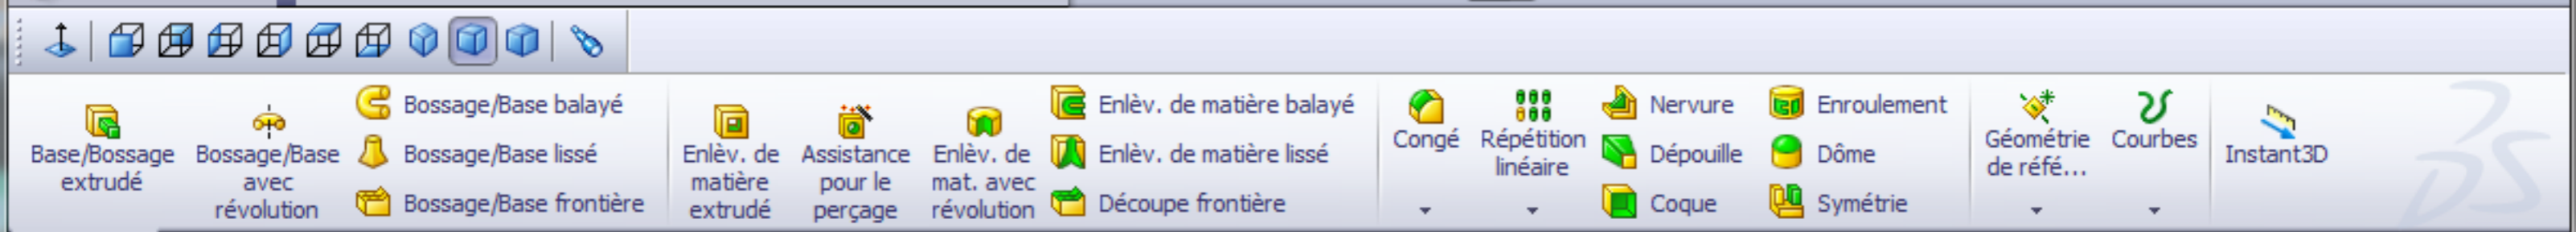 Base/Bossage
extrudé
Bossage/Base
avec
révolution
Bossage/Base balayé
Bossage/Base lissé
Bossage/Base frontière
Enlèv. de
matière
extrudé
Assistance
pour le
perçage
Enlèv. de
mat. avec
révolution
Enlèv. de matière balayé
Enlèv. de matière lissé
Découpe frontière
Congé
Répétition
linéaire
Nervure
Dépouille
Coque
Enroulement
Dôme
Symétrie
Géométrie
de réfé...
Courbes
Instant3D